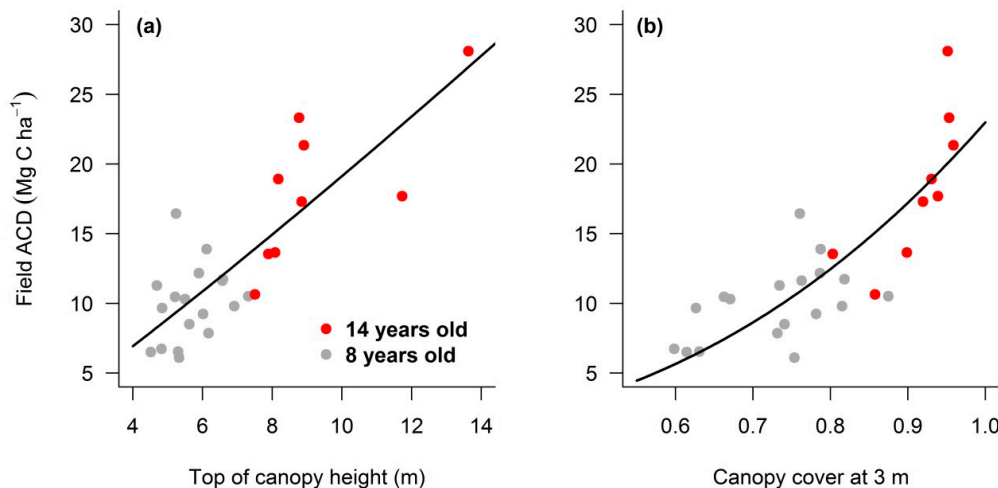 (a)
(b)
Field ACD (Mg C ha⁻¹)
30
25
20
15
10
5
14 years old
8 years old
4 6 8 10 12 14
Top of canopy height (m)
30
25
20
15
10
5
0.6 0.7 0.8 0.9 1.0
Canopy cover at 3 m